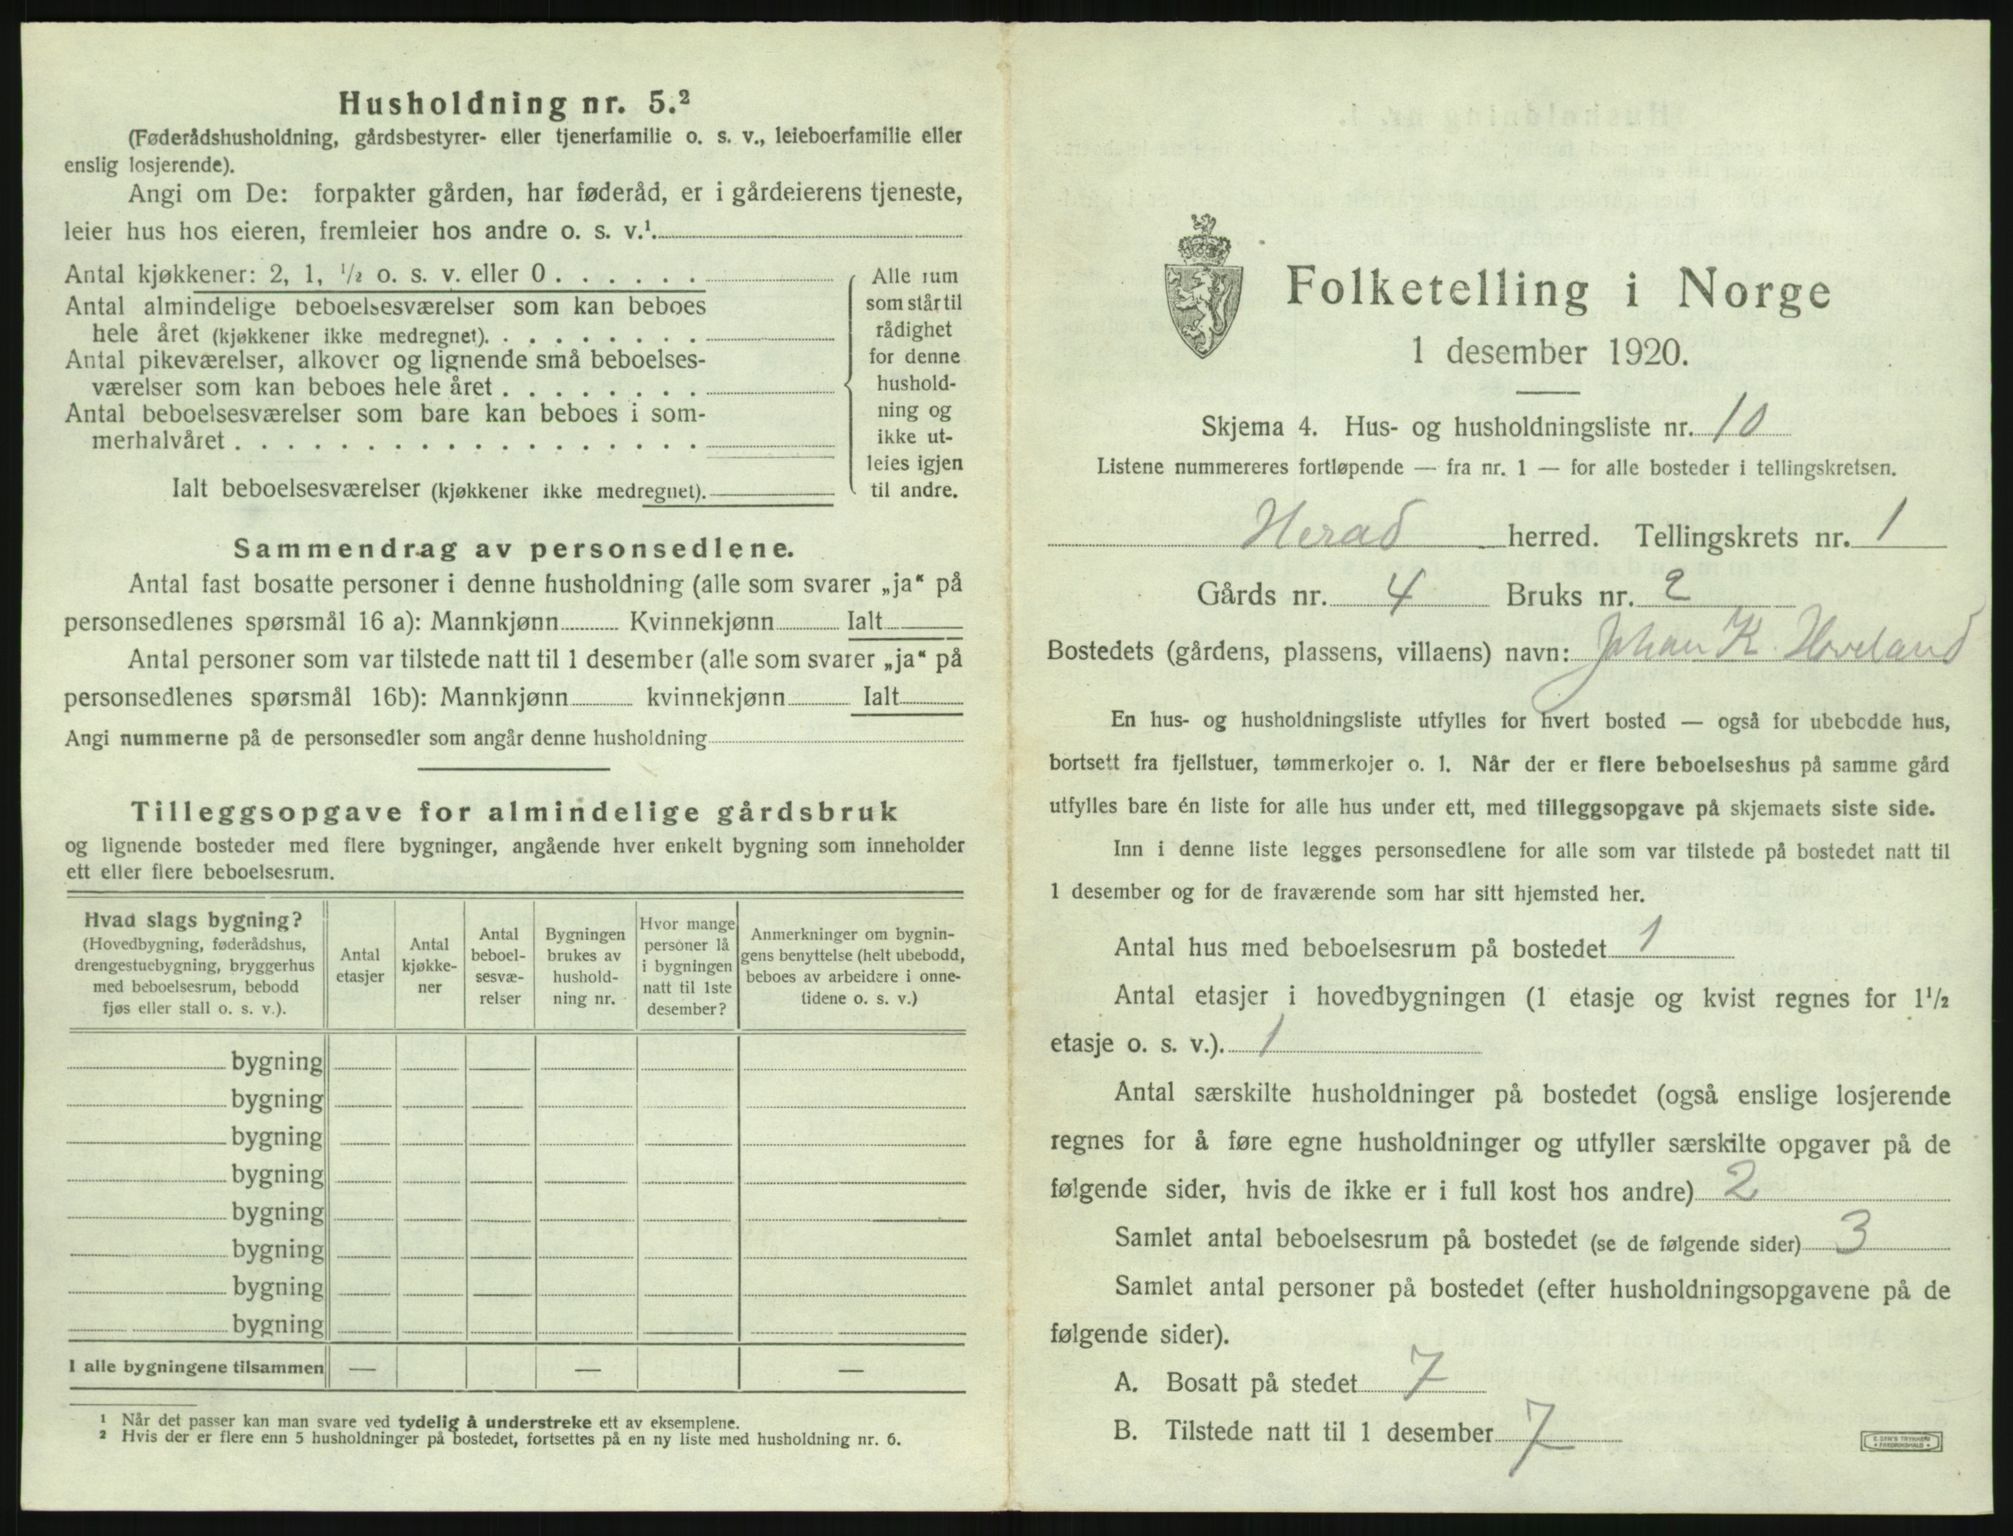 Husholdning nr. 5.²
(Føderådshusholdning, gårdsbestyrer- eller tjenerfamilie o. s. v., leieboerfamilie eller
enslig losjerende).
Angi om De: forpakter gården, har føderåd, er i gårdeierens tjeneste,
leier hus hos eieren, fremleier hos andre o. s. v.¹
Antal kjøkkener: 2, 1, ½ o. s. v. eller 0 . . . . . .
Antal almindelige beboelsesværelser som kan beboes
hele året (kjøkkener ikke medregnet). . . . . . . . .
Antal pikeværelser, alkover og lignende små beboelses-
værelser som kan beboes hele året . . . . . . . .
Antal beboelsesværelser som bare kan beboes i som-
merhalvåret . . . . . . . . . . . . . . . . .
Ialt beboelsesværelser (kjøkkener ikke medregnet).
Alle rum
som står til
rådighet
for denne
hushold-
ning og
ikke ut-
leies igjen
til andre.
Sammendrag av personsedlene.
Antal fast bosatte personer i denne husholdning (alle som svarer „ja“ på
personsedlenes spørsmål 16 a): Mannkjønn Kvinnekjønn Ialt
Antal personer som var tilstede natt til 1 desember (alle som svarer „ja“ på
personsedlenes spørsmål 16b): Mannkjønn kvinnekjønn Ialt
Angi nummerne på de personsedler som angår denne husholdning
Tilleggsopgave for almindelige gårdsbruk
og lignende bosteder med flere bygninger, angående hver enkelt bygning som inneholder
ett eller flere beboelsesrum.
Hvad slags bygning?
(Hovedbygning, føderådshus,
drengestuebygning, bryggerhus
med beboelsesrum, bebodd
fjøs eller stall o. s. v.).
Antal
etasjer
Antal
kjøkke-
ner
Antal
beboel-
sesvæ-
relser
Bygningen
brukes av
hushold-
ning nr.
Hvor mange
personer lå
i bygningen
natt til 1ste
desember?
Anmerkninger om bygnin-
gens benyttelse (helt ubebodd,
beboes av arbeidere i onne-
tidene o. s. v.)
bygning
bygning
bygning
bygning
bygning
bygning
bygning
bygning
I alle bygningene tilsammen — — —
¹ Når det passer kan man svare ved tydelig å understreke ett av eksemplene.
² Hvis der er flere enn 5 husholdninger på bostedet, fortsettes på en ny liste med husholdning nr. 6.
Folketelling i Norge
1 desember 1920.
Skjema 4. Hus- og husholdningsliste nr. 10
Listene nummereres fortløpende — fra nr. 1 — for alle bosteder i tellingskretsen.
Herad herred. Tellingskrets nr. 1
Gårds nr. 4 Bruks nr. 2
Bostedets (gårdens, plassens, villaens) navn: Johan K. Hoveland
En hus- og husholdningsliste utfylles for hvert bosted — også for ubebodde hus,
bortsett fra fjellstuer, tømmerkojer o. l. Når der er flere beboelseshus på samme gård
utfylles bare én liste for alle hus under ett, med tilleggsopgave på skjemaets siste side.
Inn i denne liste legges personsedlene for alle som var tilstede på bostedet natt til
1 desember og for de fraværende som har sitt hjemsted her.
Antal hus med beboelsesrum på bostedet 1
Antal etasjer i hovedbygningen (1 etasje og kvist regnes for 1½
etasje o. s. v.). 1
Antal særskilte husholdninger på bostedet (også enslige losjerende
regnes for å føre egne husholdninger og utfyller særskilte opgaver på de
følgende sider, hvis de ikke er i full kost hos andre) 2
Samlet antal beboelsesrum på bostedet (se de følgende sider) 3
Samlet antal personer på bostedet (efter husholdningsopgavene på de
følgende sider).
A. Bosatt på stedet 7
B. Tilstede natt til 1 desember 7